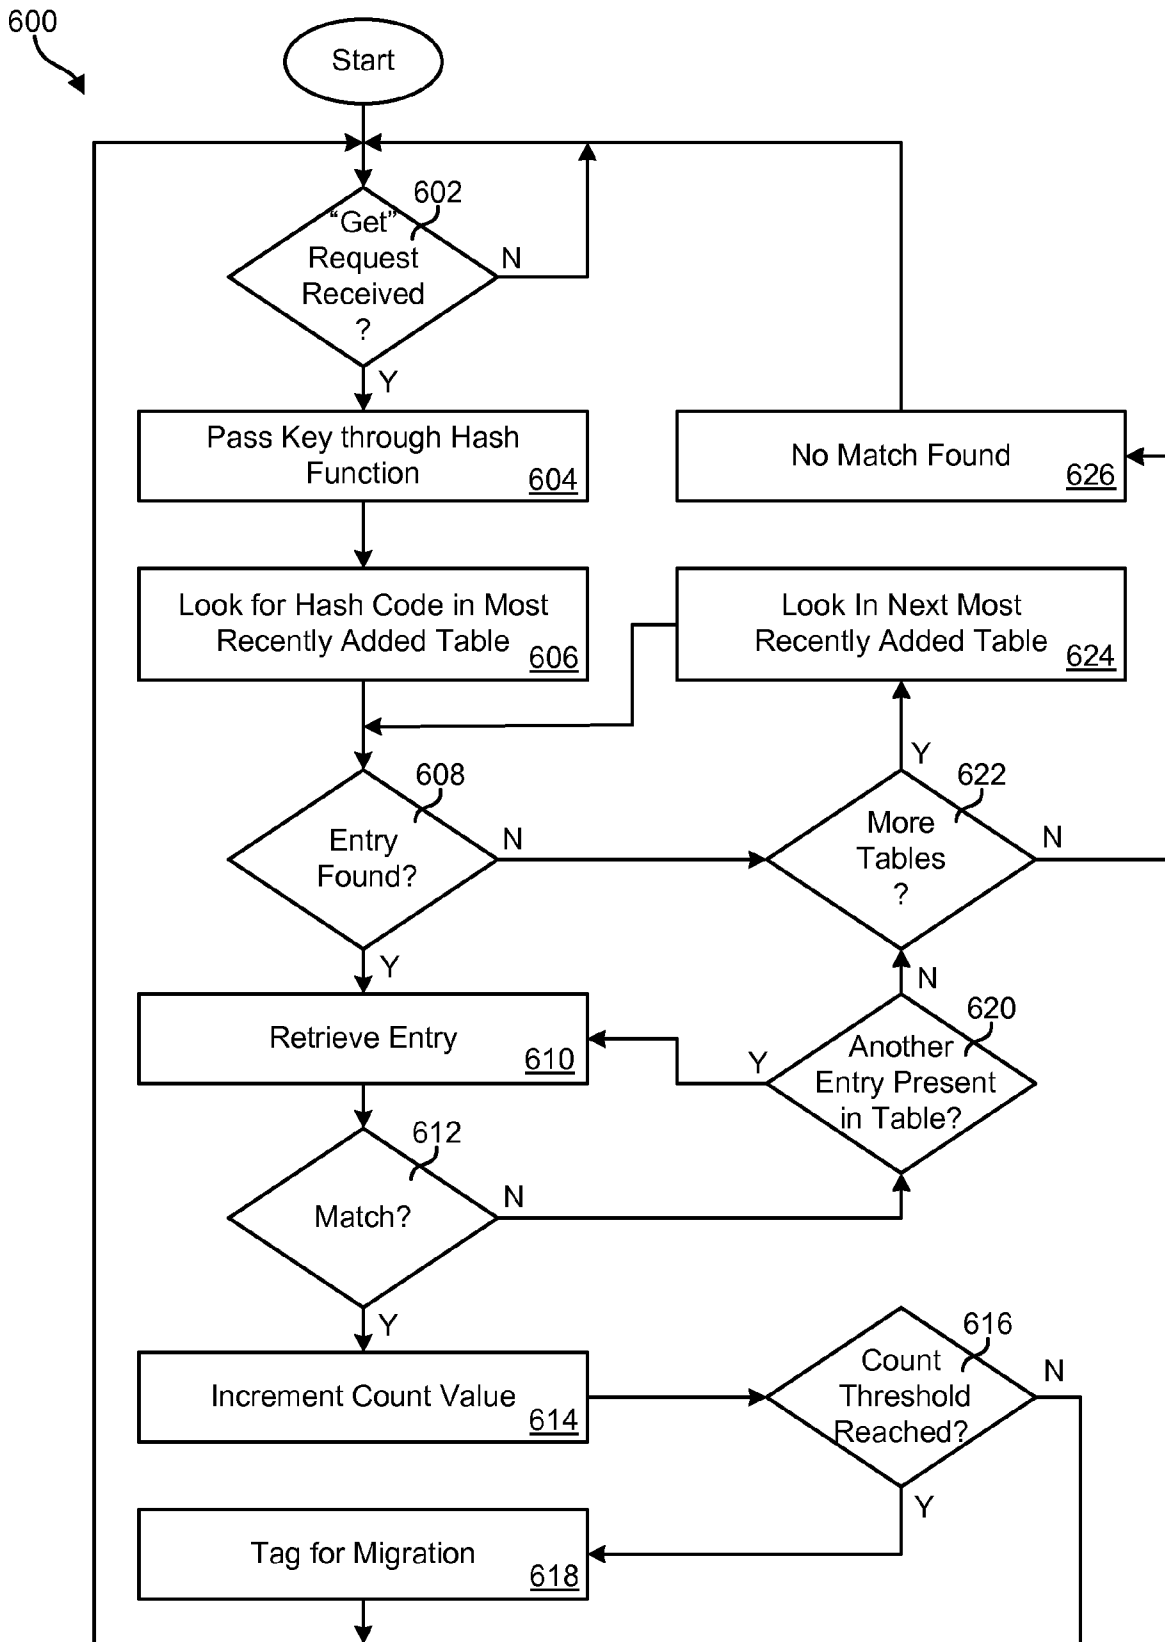 600
Start
602
“Get”
Request
Received
?
N
Y
Pass Key through Hash
Function
604
No Match Found
626
Look for Hash Code in Most
Recently Added Table
606
Look In Next Most
Recently Added Table
624
Y
608
Entry
Found?
N
622
More
Tables
?
N
Y
N
Retrieve Entry
610
620
Another
Entry Present
in Table?
Y
612
Match?
N
Y
Increment Count Value
614
616
Count
Threshold
Reached?
N
Y
Tag for Migration
618